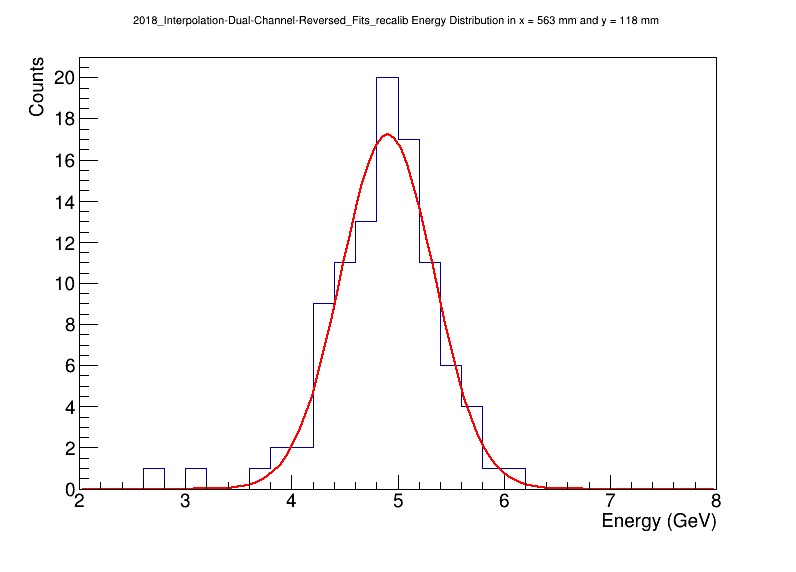 2018_Interpolation-Dual-Channel-Reversed_Fits_recalib Energy Distribution in x = 563 mm and y = 118 mm
Counts
20
18
16
14
12
10
8
6
4
2
0
2 3 4 5 6 7 8
Energy (GeV)